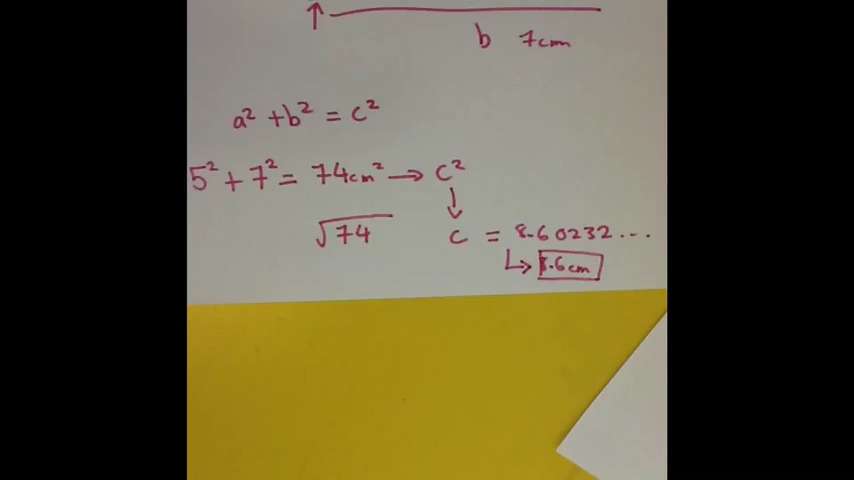 b 7cm
a² + b² = c²
5² + 7² = 74cm² → c²
√74 c = 8.60232...
8.6cm